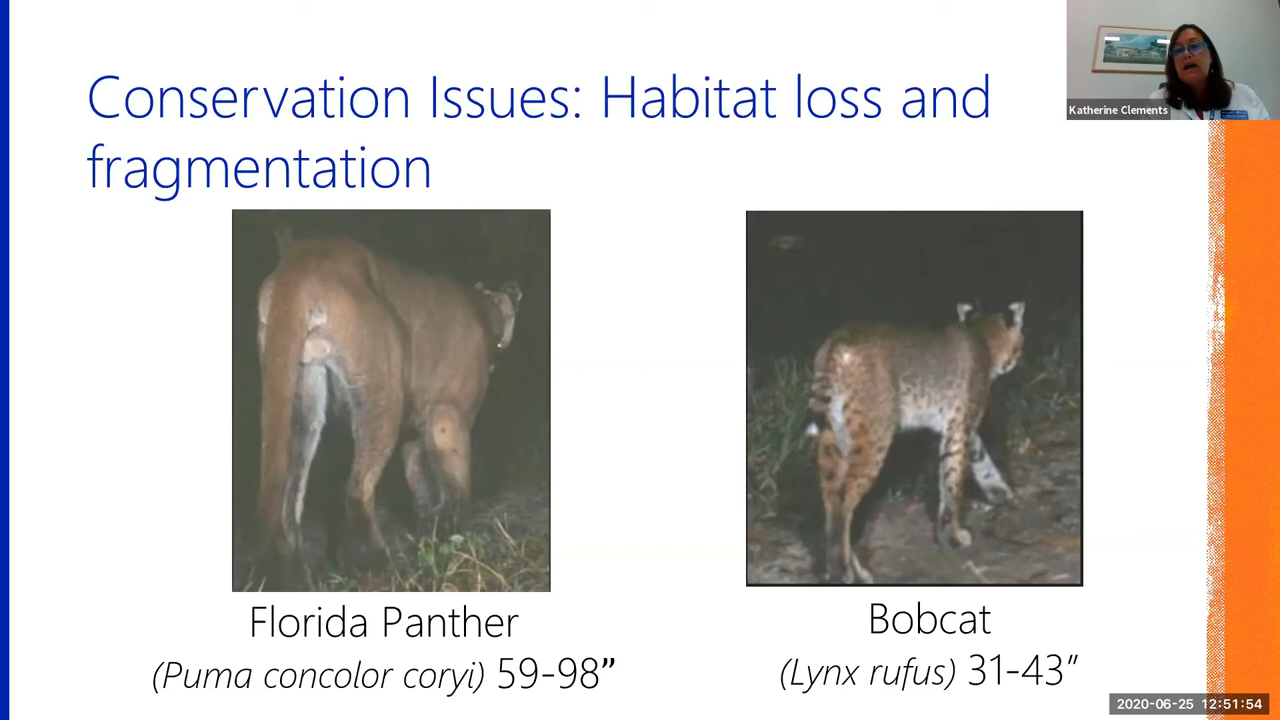 Conservation Issues: Habitat loss and
fragmentation
Katherine Clements
Florida Panther
(Puma concolor coryi) 59-98”
Bobcat
(Lynx rufus) 31-43”
2020-06-25 12:51:54